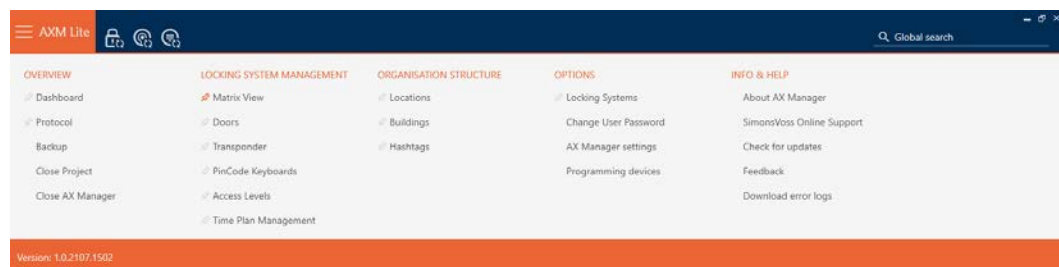 AXM Lite
Global search
OVERVIEW
Dashboard
Protocol
Backup
Close Project
Close AX Manager
LOCKING SYSTEM MANAGEMENT
Matrix View
Doors
Transponder
PinCode Keyboards
Access Levels
Time Plan Management
ORGANISATION STRUCTURE
Locations
Buildings
Hashtags
OPTIONS
Locking Systems
Change User Password
AX Manager settings
Programming devices
INFO & HELP
About AX Manager
SimonsVoss Online Support
Check for updates
Feedback
Download error logs
Version: 1.0.2107.1502